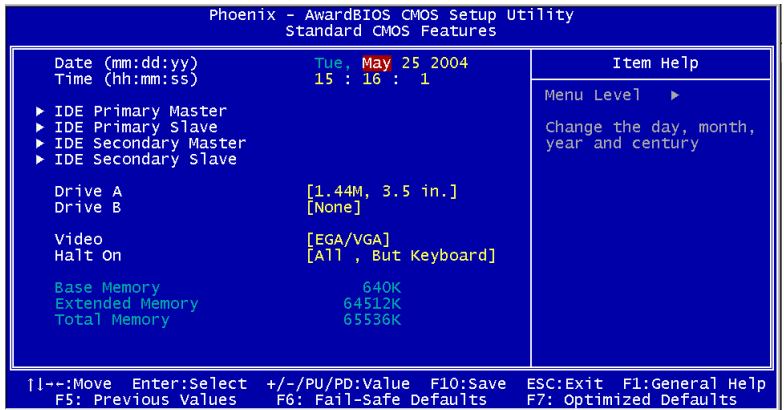 Phoenix - AwardBIOS CMOS Setup Utility
Standard CMOS Features
Date (mm:dd:yy) Tue, May 25 2004
Time (hh:mm:ss) 15 : 16 : 1
Item Help
Menu Level ▶
Change the day, month,
year and century
▶ IDE Primary Master
▶ IDE Primary Slave
▶ IDE Secondary Master
▶ IDE Secondary Slave
Drive A [1.44M, 3.5 in.]
Drive B [None]
Video [EGA/VGA]
Halt On [All , But Keyboard]
Base Memory 640K
Extended Memory 64512K
Total Memory 65536K
↑↓→←:Move Enter:Select +/-/PU/PD:Value F10:Save ESC:Exit F1:General Help
F5: Previous Values F6: Fail-Safe Defaults F7: Optimized Defaults